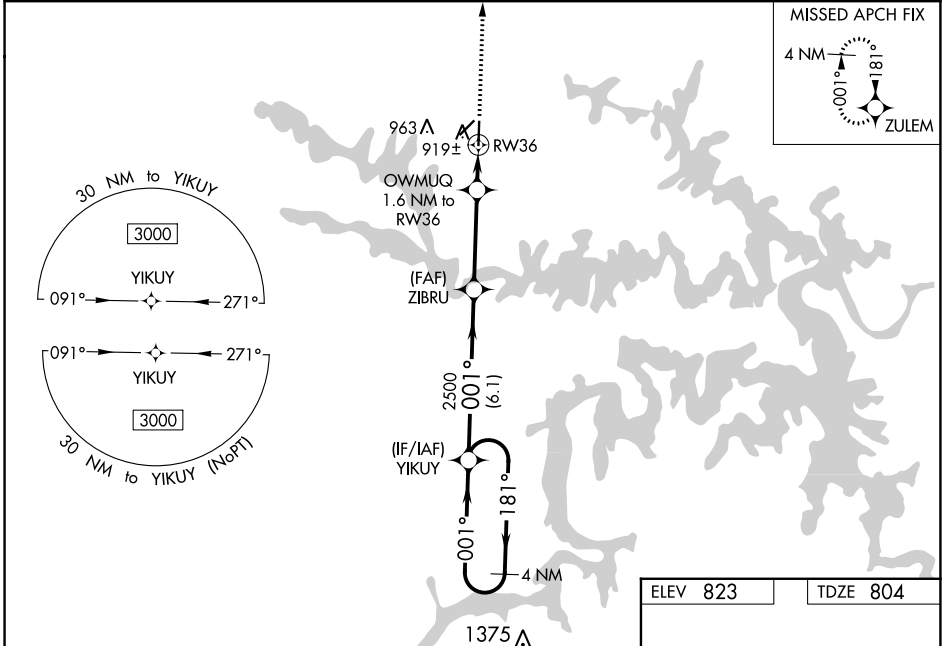 MISSED APCH FIX
4 NM
001°
181°
ZULEM
963
919±
RW36
OWMUQ
1.6 NM to
RW36
30 NM to YIKUY
3000
YIKUY
091°
271°
091°
271°
YIKUY
3000
30 NM to YIKUY (NoPT)
(FAF)
ZIBRU
2500
001°
(6.1)
(IF/IAF)
YIKUY
001°
181°
4 NM
1375
ELEV 823
TDZE 804